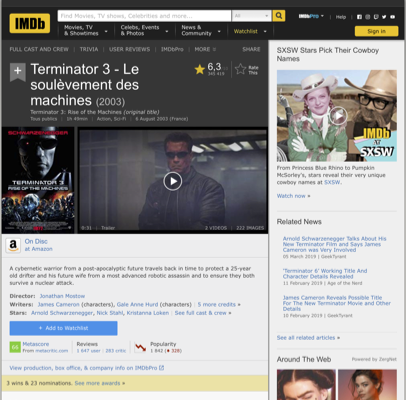 IMDb
Find Movies, TV shows, Celebrities and more...
All
IMDbPro
Help
Movies, TV
& Showtimes
Celebs, Events
& Photos
News &
Community
Watchlist
Sign in
FULL CAST AND CREW | TRIVIA | USER REVIEWS | IMDbPro | MORE
SHARE
Terminator 3 - Le
soulèvement des
machines (2003)
6,3
Rate
This
Terminator 3: Rise of the Machines (original title)
Tous publics | 1h 49min | Action, Sci-Fi | 6 August 2003 (France)
SCHWARZENEGGER
TERMINATOR 3
RISE OF THE MACHINES
0:31 | Trailer
2 VIDEOS | 222 IMAGES
a
On Disc
at Amazon
A cybernetic warrior from a post-apocalyptic future travels back in time to protect a 25-year
old drifter and his future wife from a most advanced robotic assassin and to ensure they both
survive a nuclear attack.
Director: Jonathan Mostow
Writers: James Cameron (characters), Gale Anne Hurd (characters) | 5 more credits »
Stars: Arnold Schwarzenegger, Nick Stahl, Kristanna Loken | See full cast & crew »
+ Add to Watchlist
66
Metascore
From metacritic.com
Reviews
1 647 user | 203 critic
Popularity
1 842 (328)
View production, box office, & company info on IMDbPro
3 wins & 23 nominations. See more awards »
SXSW Stars Pick Their Cowboy
Names
IMDb
AT
SXSW
From Princess Blue Rhino to Pumpkin
McSorley's, stars reveal their very unique
cowboy names at SXSW.
Watch now »
Related News
Arnold Schwarzenegger Talks About His
New Terminator Film and Says James
Cameron was Very Involved
05 March 2019 | GeekTyrant
'Terminator 6' Working Title And
Character Details Revealed
11 February 2019 | Age of the Nerd
James Cameron Reveals Possible Title
For The New Terminator Movie and Other
Details
10 February 2019 | GeekTyrant
See all related articles »
Around The Web | Powered by ZergNet